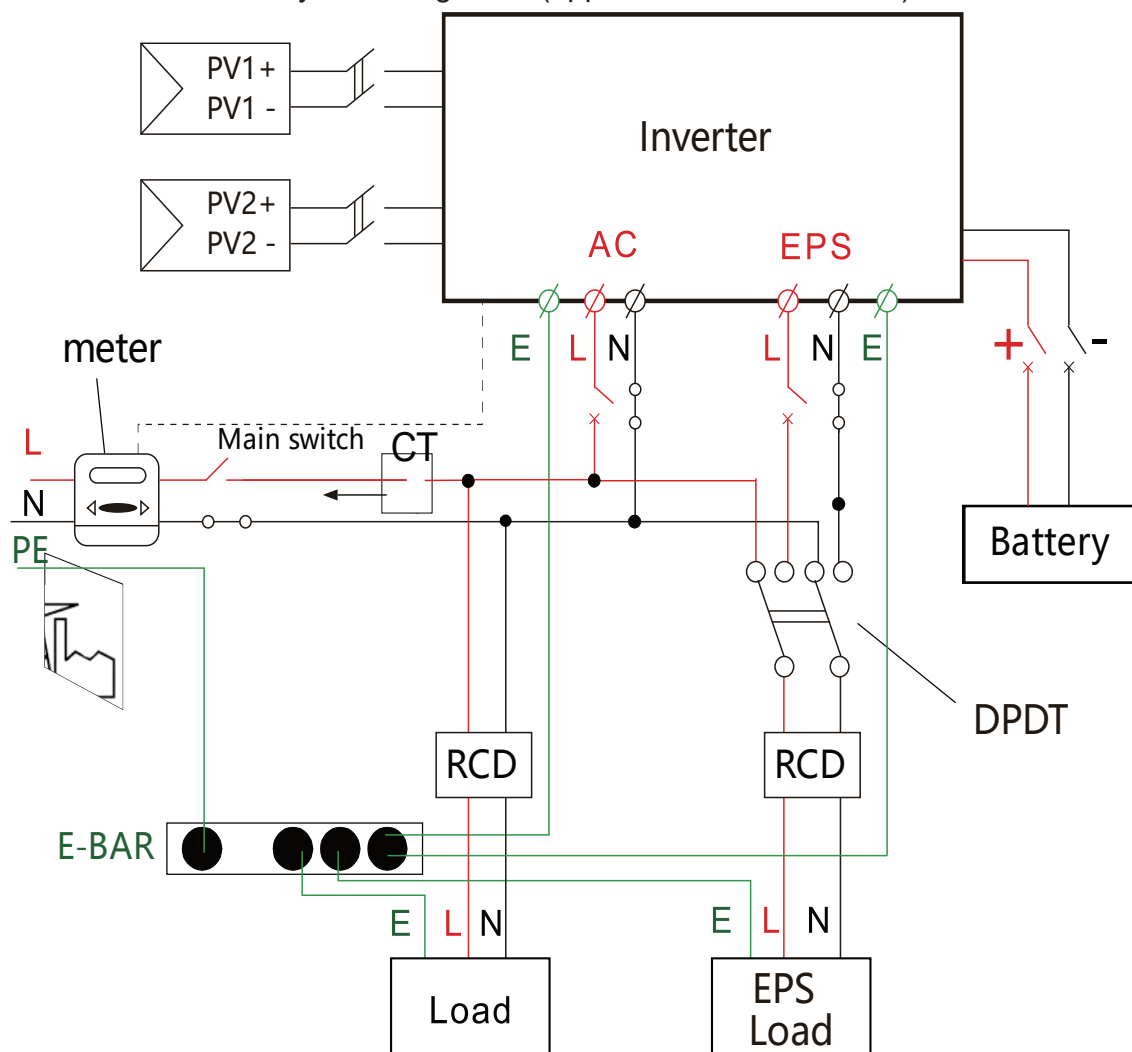 PV1+
PV1 -
PV2+
PV2 -
Inverter
AC
EPS
E
L
N
L
N
E
+
-
meter
L
N
PE
Main switch
CT
Battery
DPDT
RCD
RCD
E-BAR
E
L
N
E
L
N
Load
EPS
Load